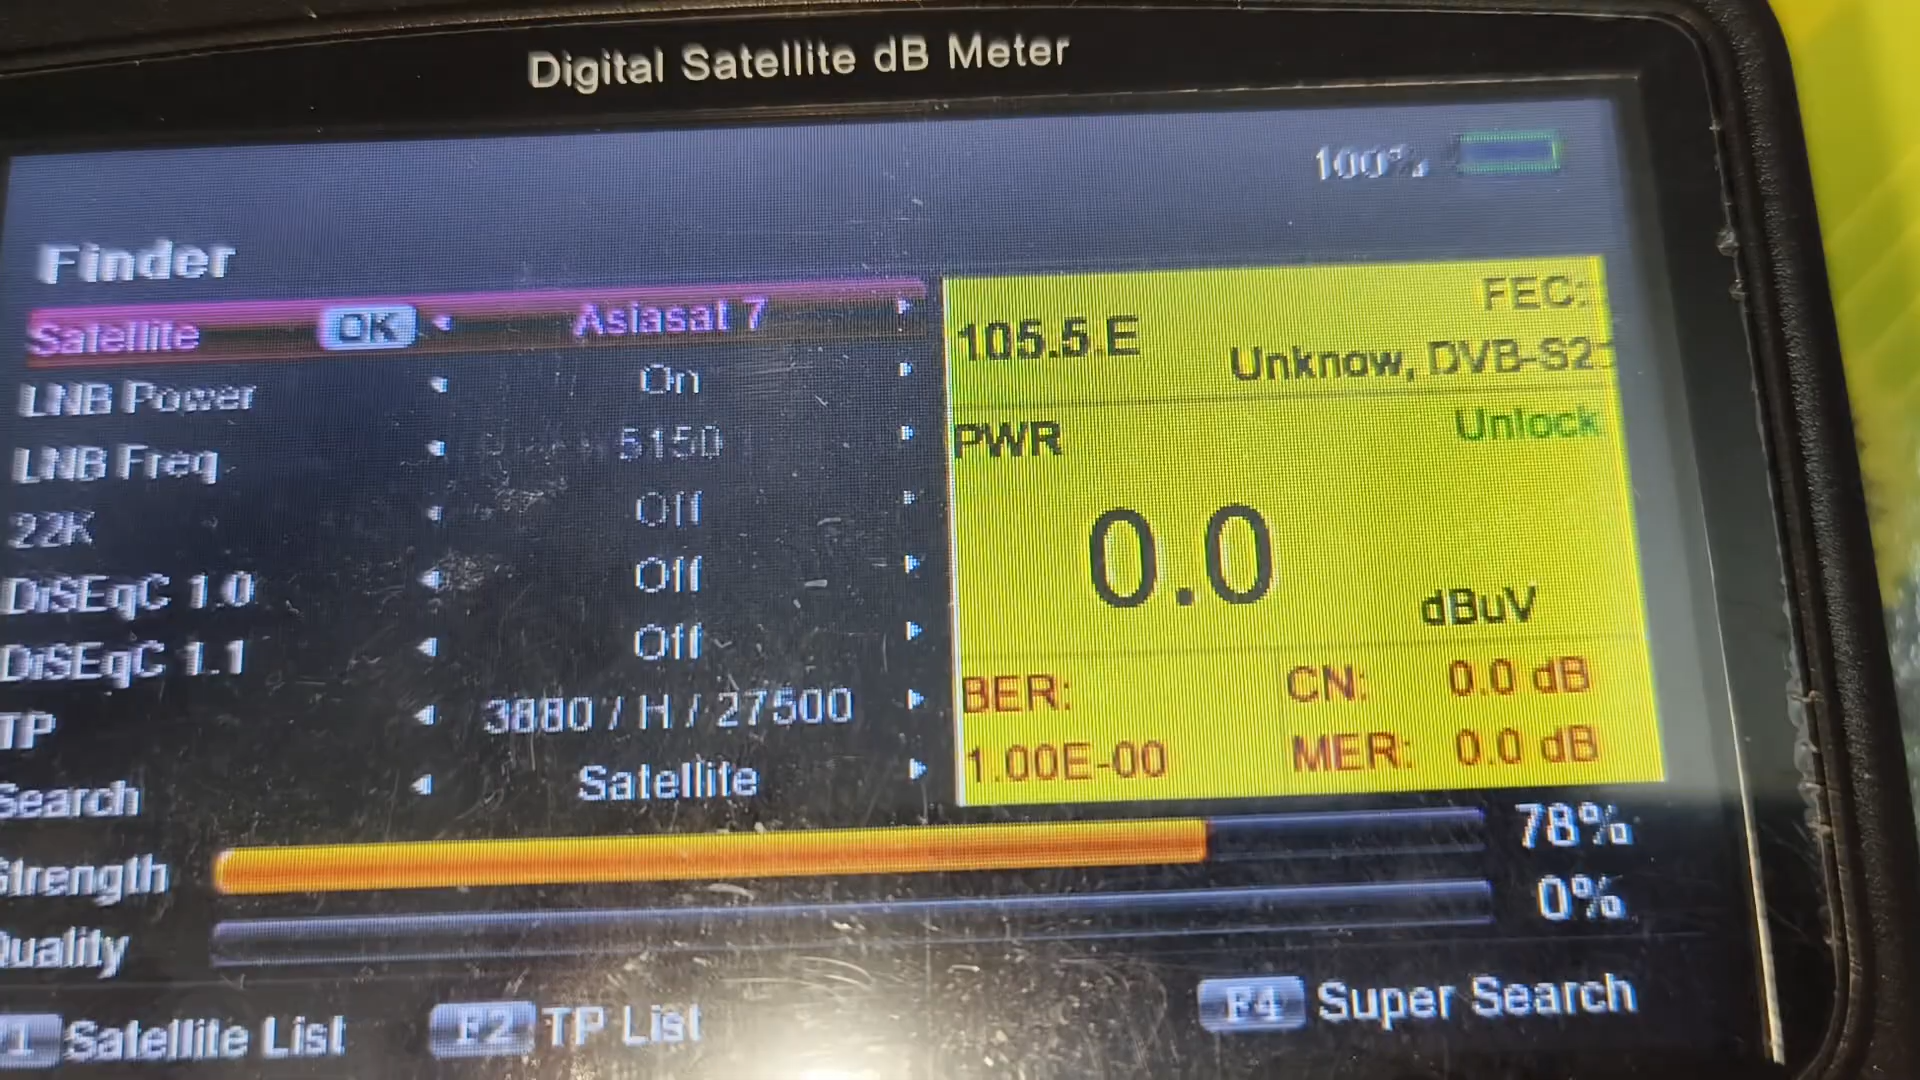 Digital Satellite dB Meter
100%
Finder
Satellite OK Asiasat 7
LNB Power On
LNB Freq 5150
22K Off
DiSEqC 1.0 Off
DiSEqC 1.1 Off
TP 3880 / H / 27500
Search Satellite
Strength 78%
Quality 0%
105.5.E FEC:
Unknow, DVB-S2
PWR Unlock
0.0 dBuV
BER: CN: 0.0 dB
1.00E-00 MER: 0.0 dB
F1 Satellite List F2 TP List F4 Super Search